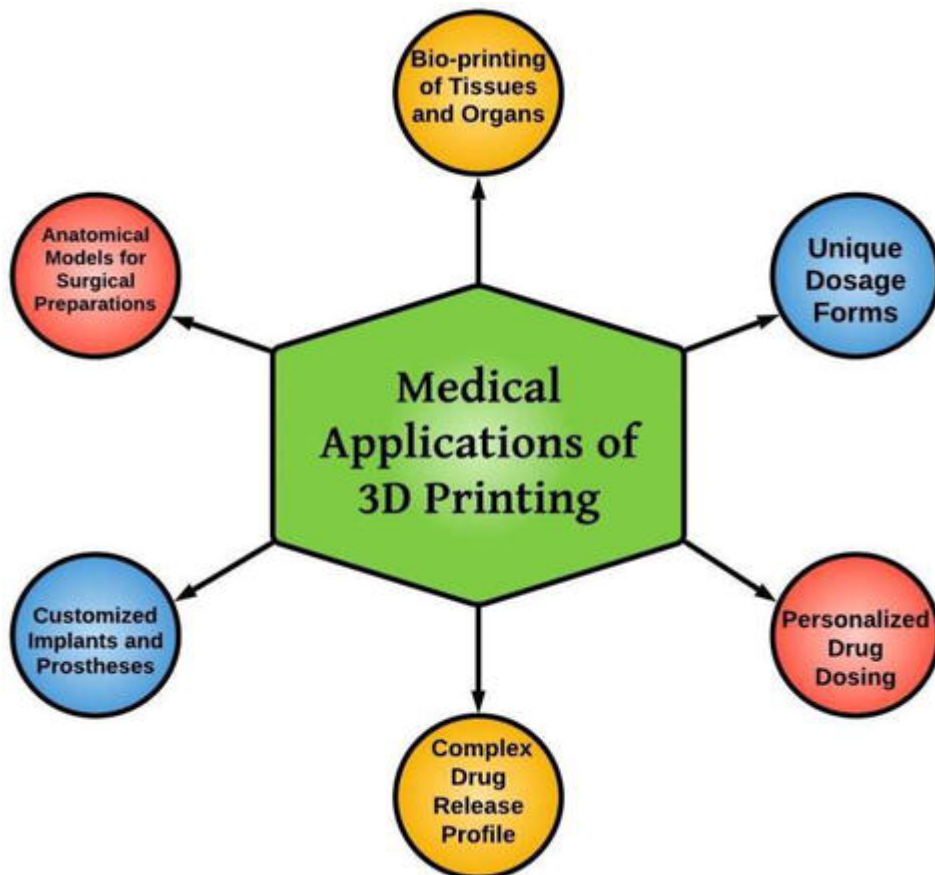 Bio-printing
of Tissues
and Organs
Anatomical
Models for
Surgical
Preparations
Unique
Dosage
Forms
Medical
Applications of
3D Printing
Customized
Implants and
Prostheses
Personalized
Drug
Dosing
Complex
Drug
Release
Profile